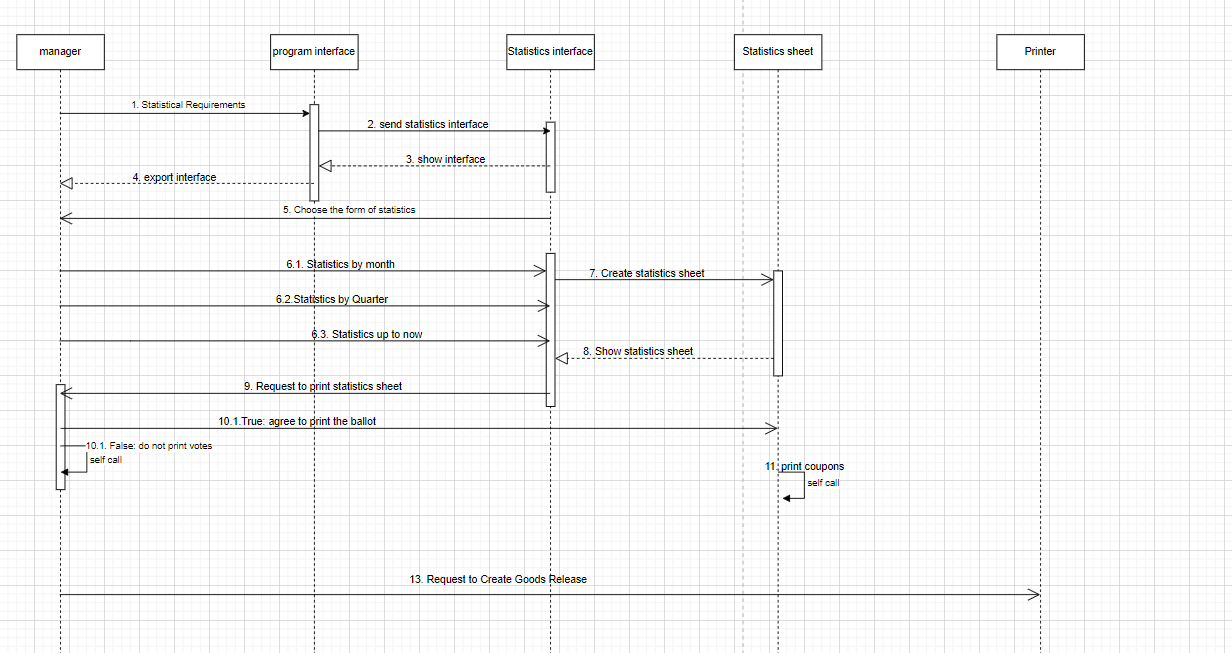 manager
program interface
Statistics interface
Statistics sheet
Printer
1. Statistical Requirements
2. send statistics interface
3. show interface
4. export interface
5. Choose the form of statistics
6.1. Statistics by month
7. Create statistics sheet
6.2.Statistics by Quarter
6.3. Statistics up to now
8. Show statistics sheet
9. Request to print statistics sheet
10.1.True: agree to print the ballot
10.1. False: do not print votes
self call
11. print coupons
self call
13. Request to Create Goods Release